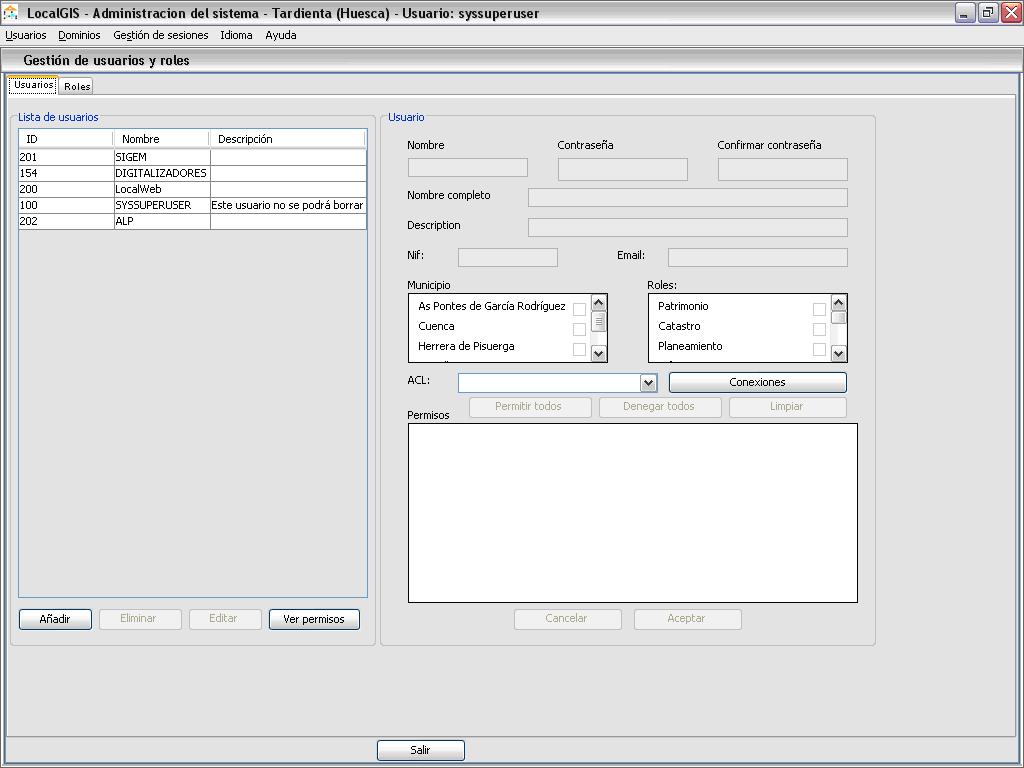 LocalGIS - Administracion del sistema - Tardienta (Huesca) - Usuario: syssuperuser
Usuarios Dominios Gestión de sesiones Idioma Ayuda
Gestión de usuarios y roles
Usuarios Roles
Lista de usuarios
ID Nombre Descripción
201 SIGEM
154 DIGITALIZADORES
200 LocalWeb
100 SYSSUPERUSER Este usuario no se podrá borrar
202 ALP
Añadir Eliminar Editar Ver permisos
Usuario
Nombre Contraseña Confirmar contraseña
Nombre completo
Description
Nif: Email:
Municipio Roles:
As Pontes de García Rodríguez Patrimonio
Cuenca Catastro
Herrera de Pisuerga Planeamiento
ACL: Conexiones
Permitir todos Denegar todos Limpiar
Permisos
Cancelar Aceptar
Salir